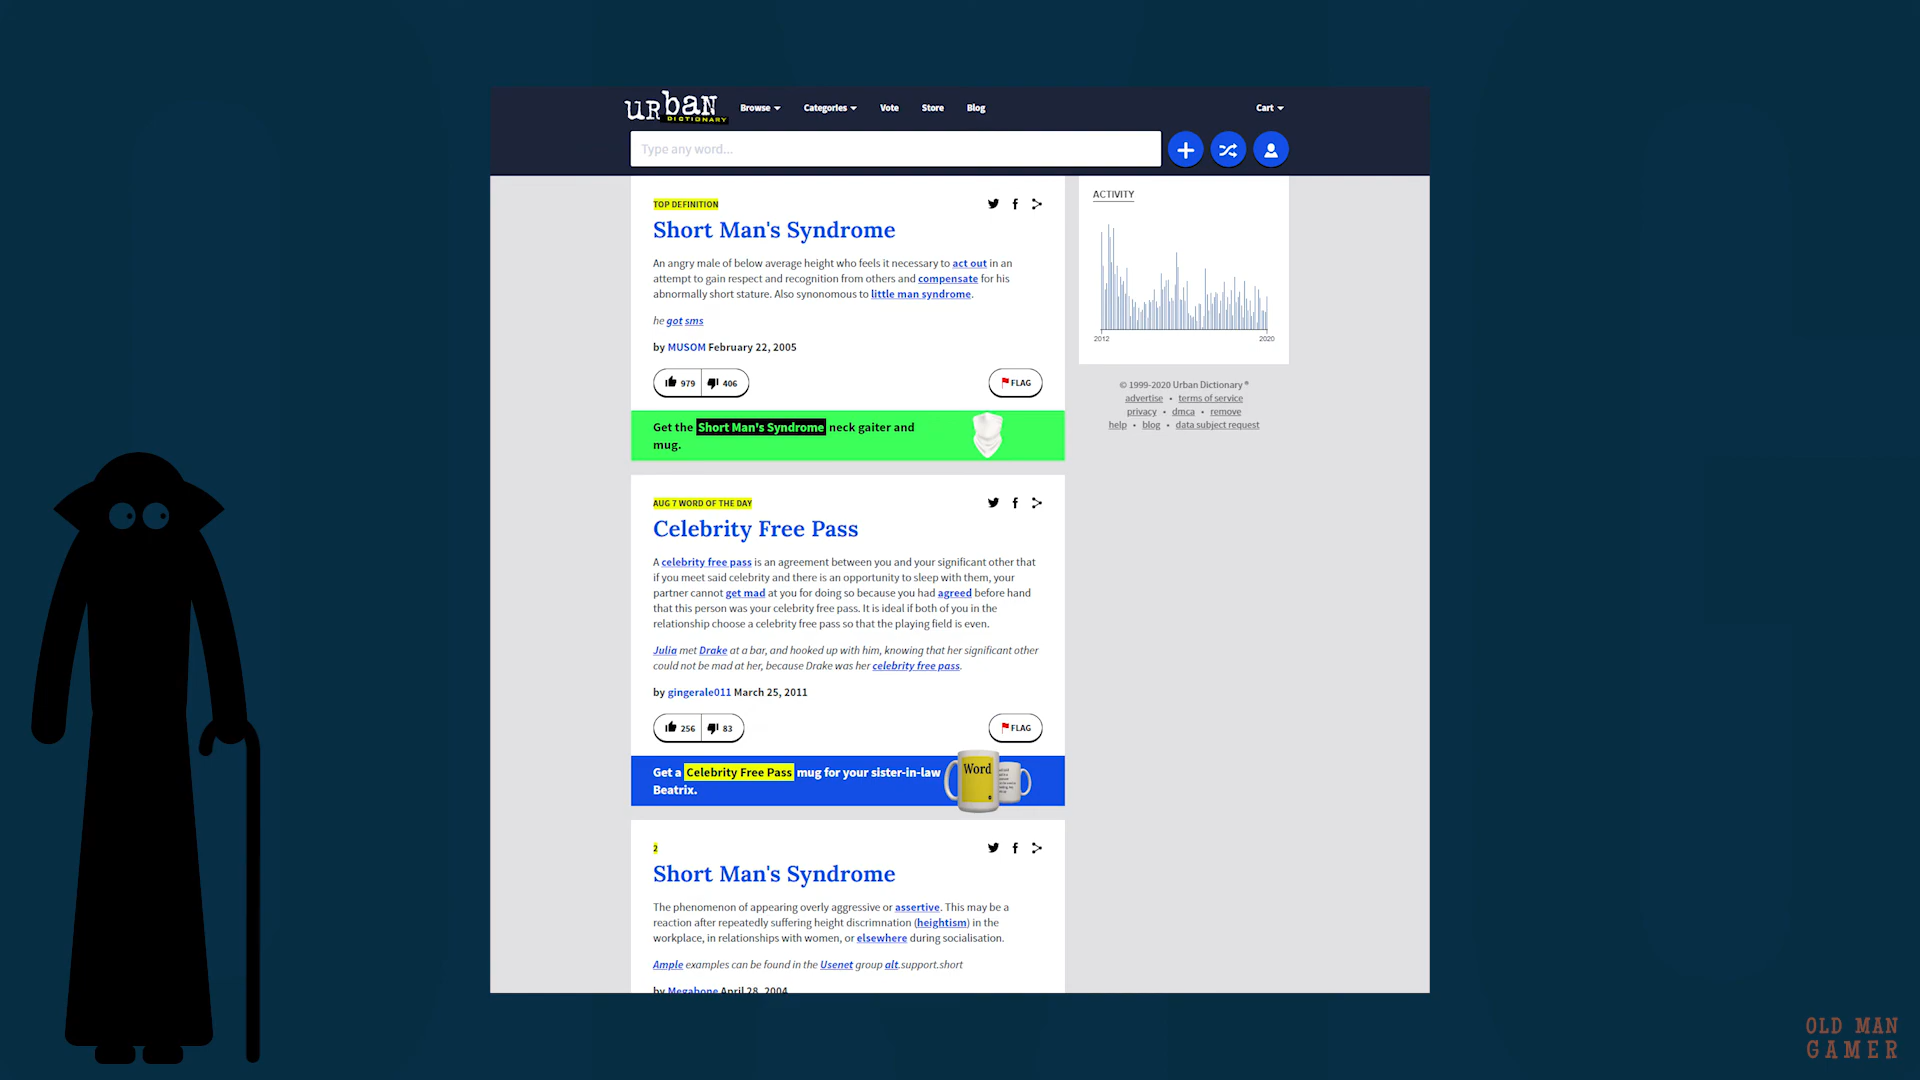 urban
DICTIONARY
Browse
Categories
Vote
Store
Blog
Cart
Type any word...
TOP DEFINITION
Short Man's Syndrome
An angry male of below average height who feels it necessary to act out in an
attempt to gain respect and recognition from others and compensate for his
abnormally short stature. Also synonomous to little man syndrome.
he got sms
by MUSOM February 22, 2005
979
406
FLAG
Get the Short Man's Syndrome neck gaiter and
mug.
AUG 7 WORD OF THE DAY
Celebrity Free Pass
A celebrity free pass is an agreement between you and your significant other that
if you meet said celebrity and there is an opportunity to sleep with them, your
partner cannot get mad at you for doing so because you had agreed before hand
that this person was your celebrity free pass. It is ideal if both of you in the
relationship choose a celebrity free pass so that the playing field is even.
Julia met Drake at a bar, and hooked up with him, knowing that her significant other
could not be mad at her, because Drake was her celebrity free pass.
by gingerale011 March 25, 2011
256
83
FLAG
Get a Celebrity Free Pass mug for your sister-in-law
Beatrix.
Word
2
Short Man's Syndrome
The phenomenon of appearing overly aggressive or assertive. This may be a
reaction after repeatedly suffering height discrimnation (heightism) in the
workplace, in relationships with women, or elsewhere during socialisation.
Ample examples can be found in the Usenet group alt.support.short
by Megabone April 28, 2004
ACTIVITY
2012
2020
© 1999-2020 Urban Dictionary ®
advertise • terms of service
privacy • dmca • remove
help • blog • data subject request
OLD MAN
GAMER